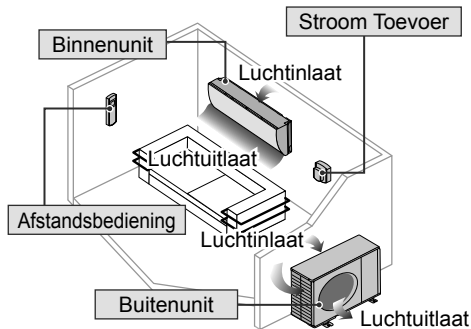 Stroom Toevoer
Binnenunit
Luchtinlaat
Luchtuitlaat
Afstandsbediening
Luchtinlaat
Buitenunit
Luchtuitlaat